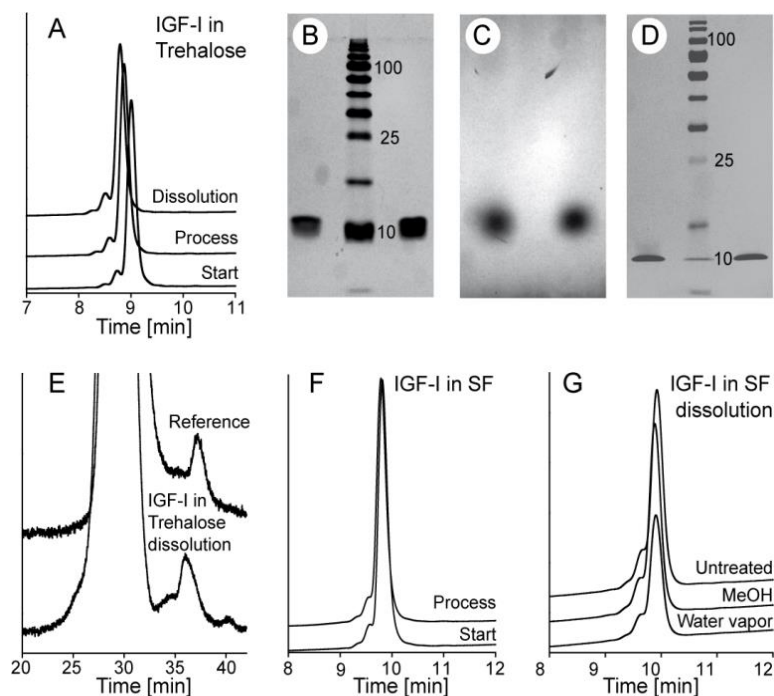 A
IGF-I in
Trehalose
Dissolution
Process
Start
7 8 9 10 11
Time [min]
B
100
25
10
C
D
100
25
10
E
Reference
IGF-I in
Trehalose
dissolution
20 30 40
Time [min]
F
IGF-I in SF
Process
Start
8 9 10 11 12
Time [min]
G
IGF-I in SF
dissolution
Untreated
MeOH
Water vapor
8 9 10 11 12
Time [min]